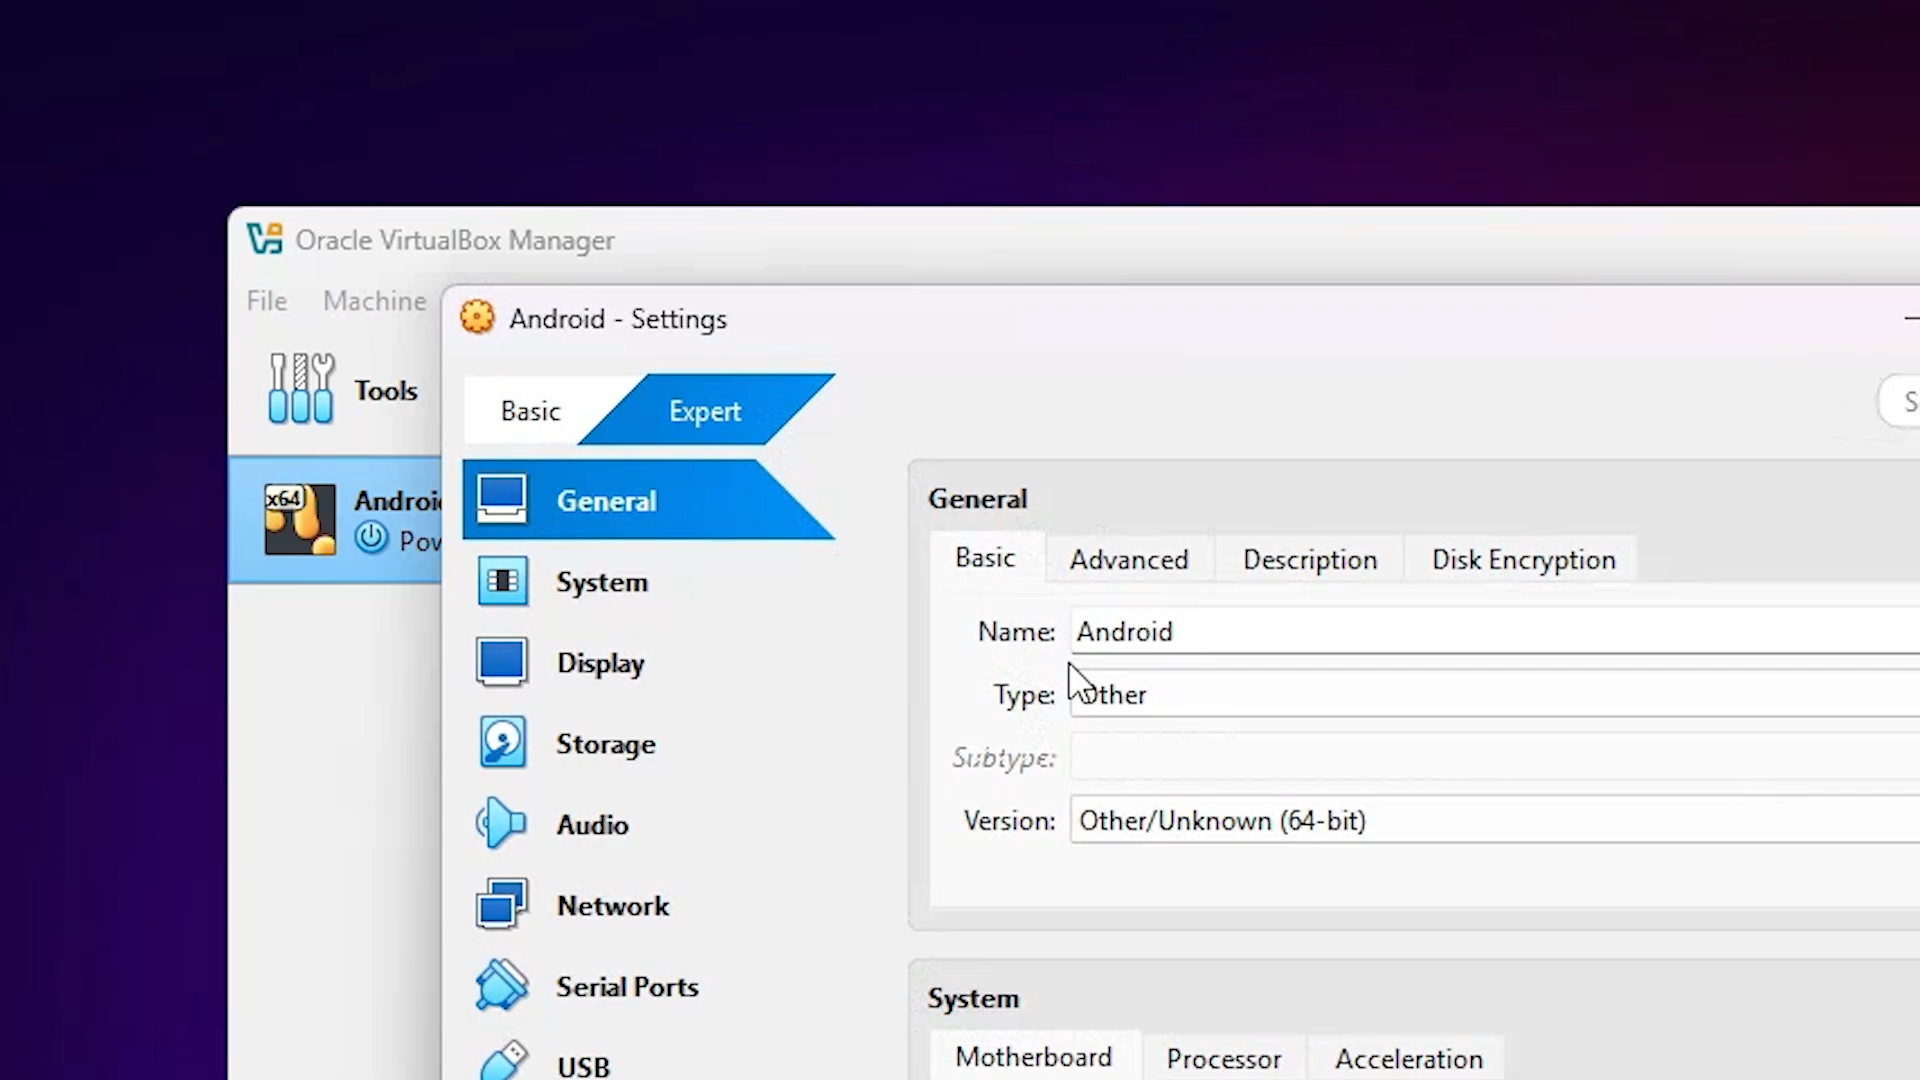 Oracle VirtualBox Manager
File Machine
Android - Settings
Tools
Basic Expert
x64
General
General
Basic Advanced Description Disk Encryption
System
Name: Android
Display
Type: Other
Storage
Subtype:
Audio
Version: Other/Unknown (64-bit)
Network
Serial Ports
System
USB
Motherboard Processor Acceleration